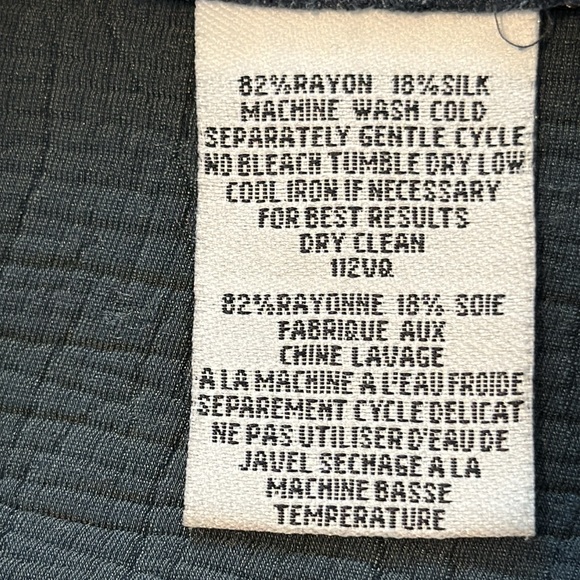 82%RAYON 18%SILK
MACHINE WASH COLD
SEPARATELY GENTLE CYCLE
NO BLEACH TUMBLE DRY LOW
COOL IRON IF NECESSARY
FOR BEST RESULTS
DRY CLEAN
112VQ
82%RAYONNE 18% SOIE
FABRIQUE AUX
CHINE LAVAGE
A LA MACHINE A L'EAU FROIDE
SEPAREMENT CYCLE DELICAT
NE PAS UTILISER D'EAU DE
JAVEL SECHAGE A LA
MACHINE BASSE
TEMPERATURE